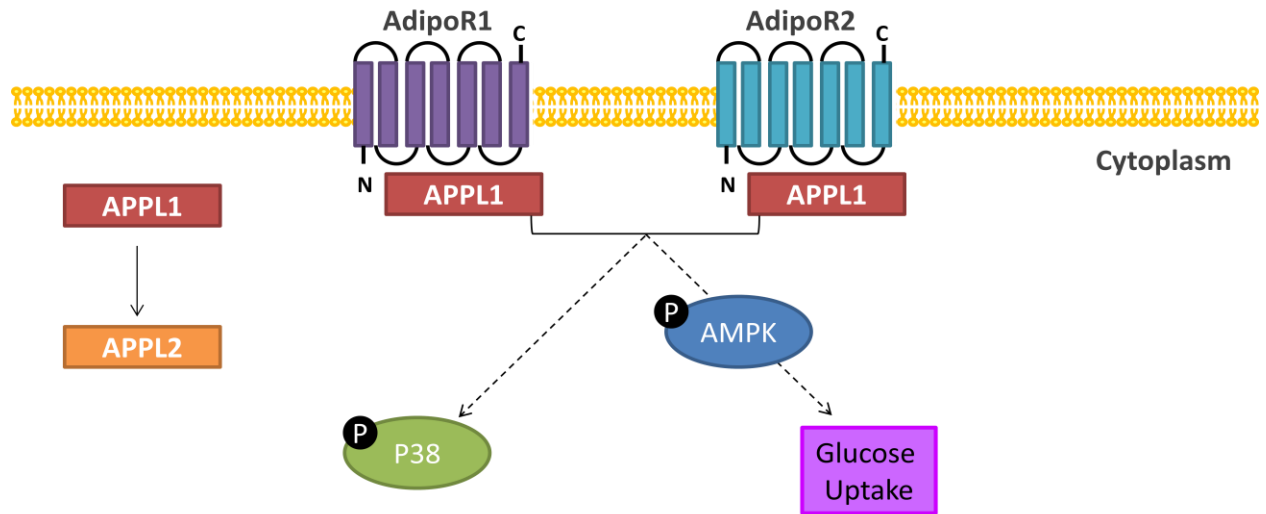 AdipoR1
AdipoR2
C
C
Cytoplasm
N
N
APPL1
APPL1
APPL1
P
AMPK
APPL2
P
P38
Glucose
Uptake